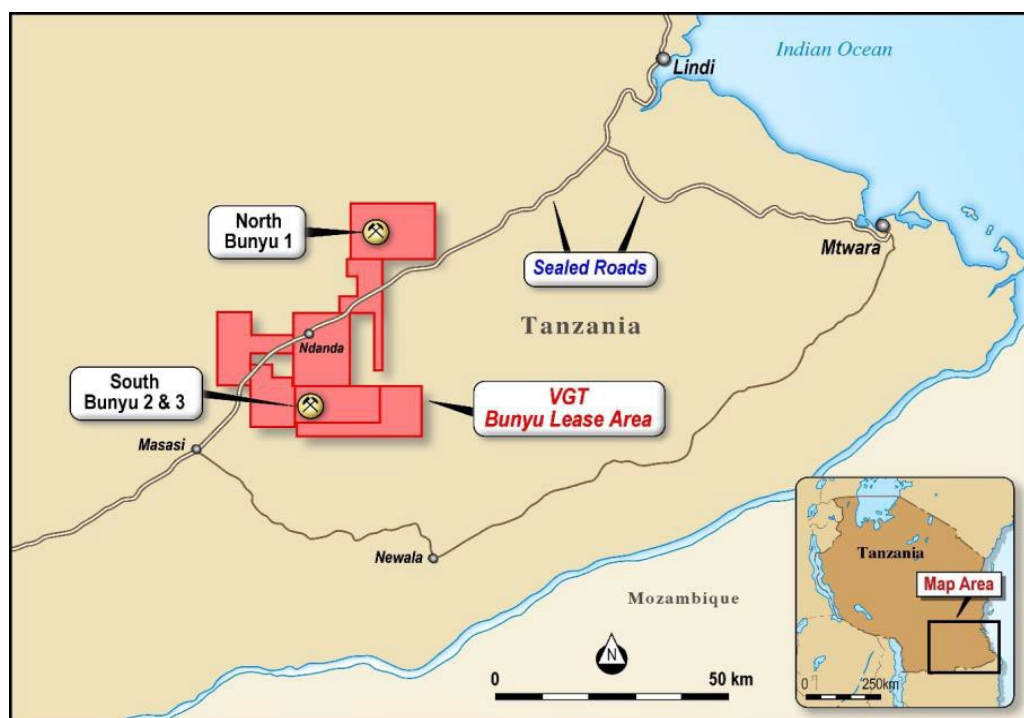 Indian Ocean
Lindi
North
Bunyu 1
Mtwara
Sealed Roads
Tanzania
Ndanda
South
Bunyu 2 & 3
VGT
Bunyu Lease Area
Masasi
Newala
Mozambique
N
0 50 km
Tanzania
Map Area
0 250km